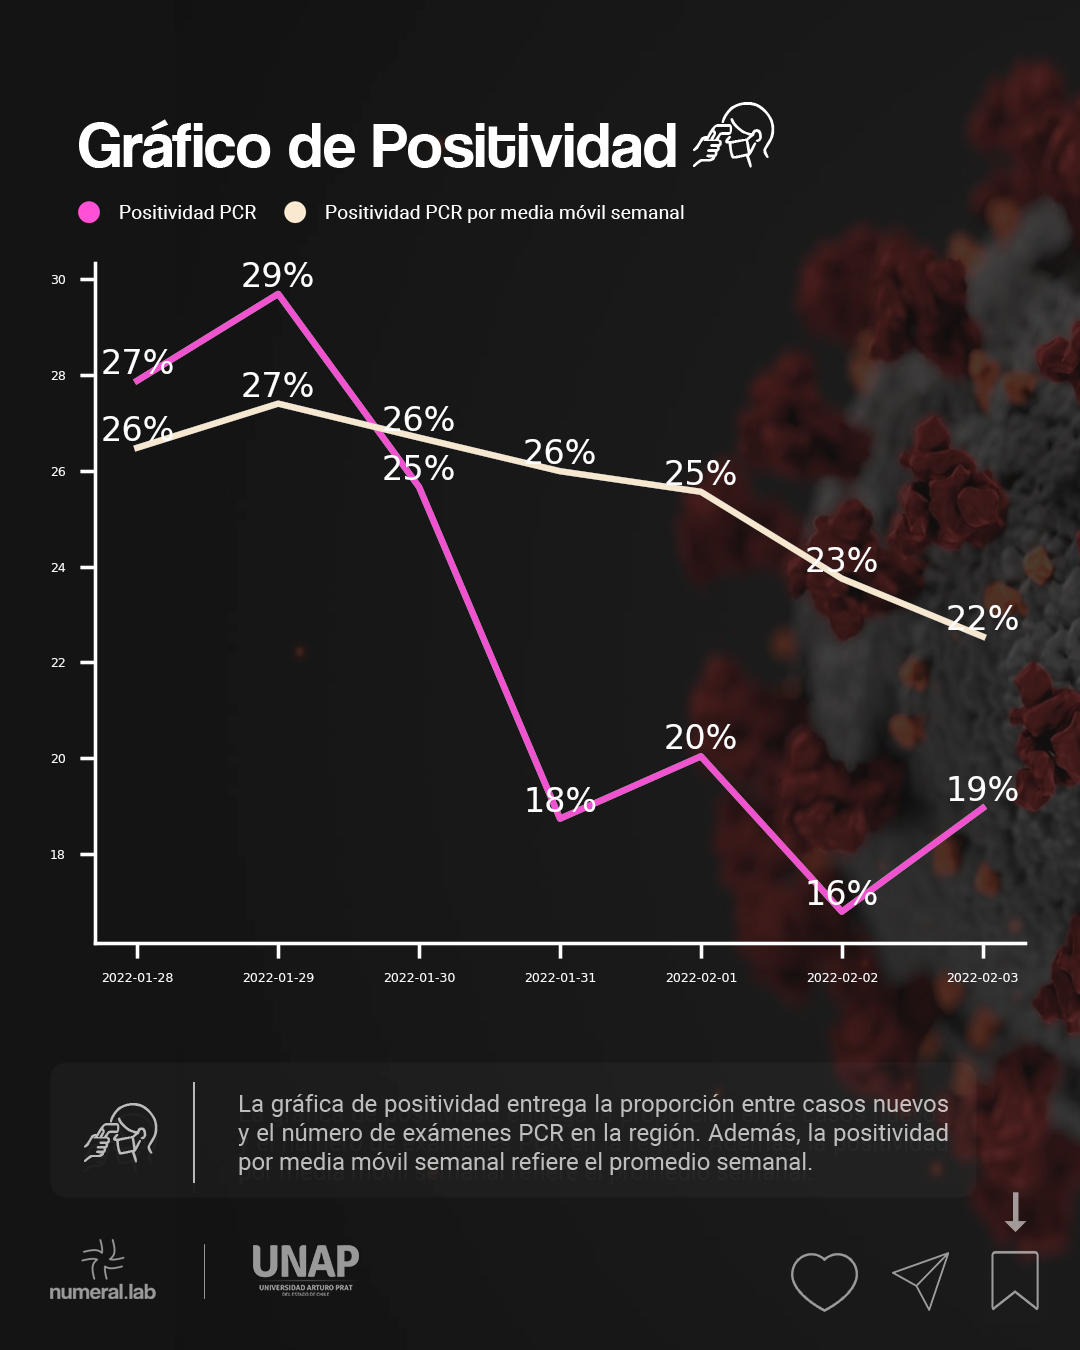 Gráfico de Positividad
Positividad PCR
Positividad PCR por media móvil semanal
30
28
26
24
22
20
18
27%
29%
25%
18%
20%
16%
19%
26%
27%
26%
26%
25%
23%
22%
2022-01-28
2022-01-29
2022-01-30
2022-01-31
2022-02-01
2022-02-02
2022-02-03
La gráfica de positividad entrega la proporción entre casos nuevos
y el número de exámenes PCR en la región. Además, la positividad
por media móvil semanal refiere el promedio semanal.
numeral.lab
UNAP
UNIVERSIDAD ARTURO PRAT
DEL ESTADO DE CHILE